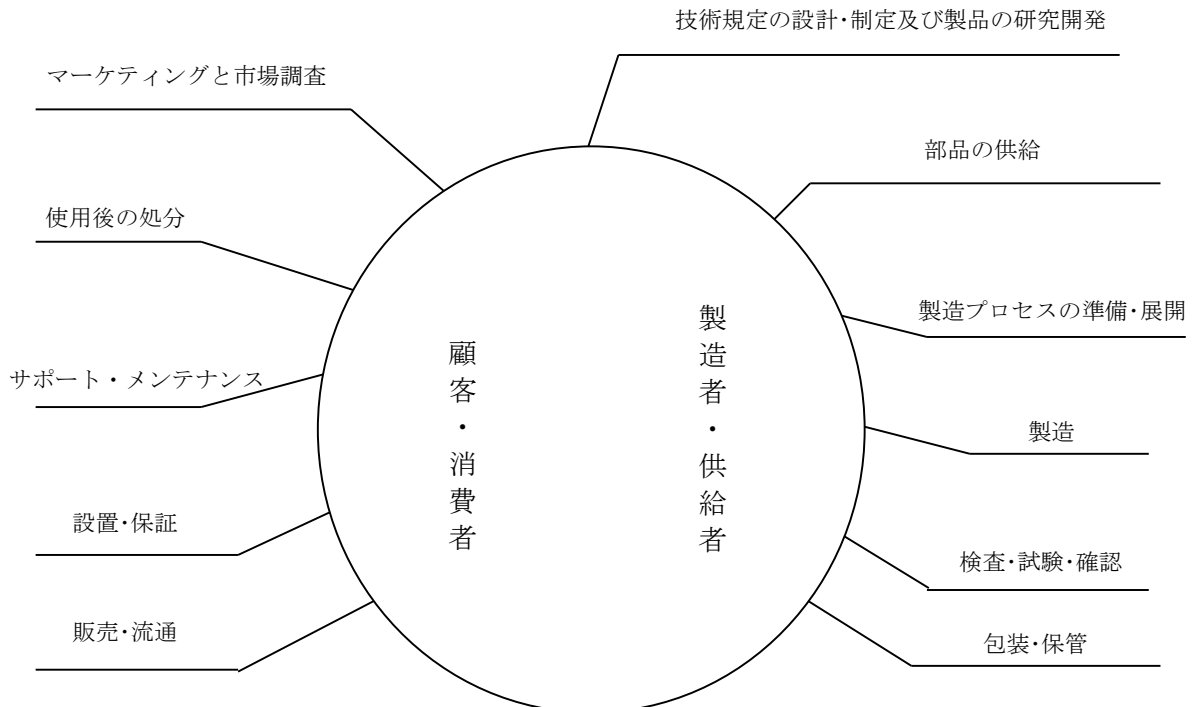 技術規定の設計･制定及び製品の研究開発
マーケティングと市場調査
部品の供給
使用後の処分
製造プロセスの準備･展開
サポート・メンテナンス
顧客・消費者
製造者・供給者
製造
設置･保証
検査･試験･確認
販売･流通
包装･保管